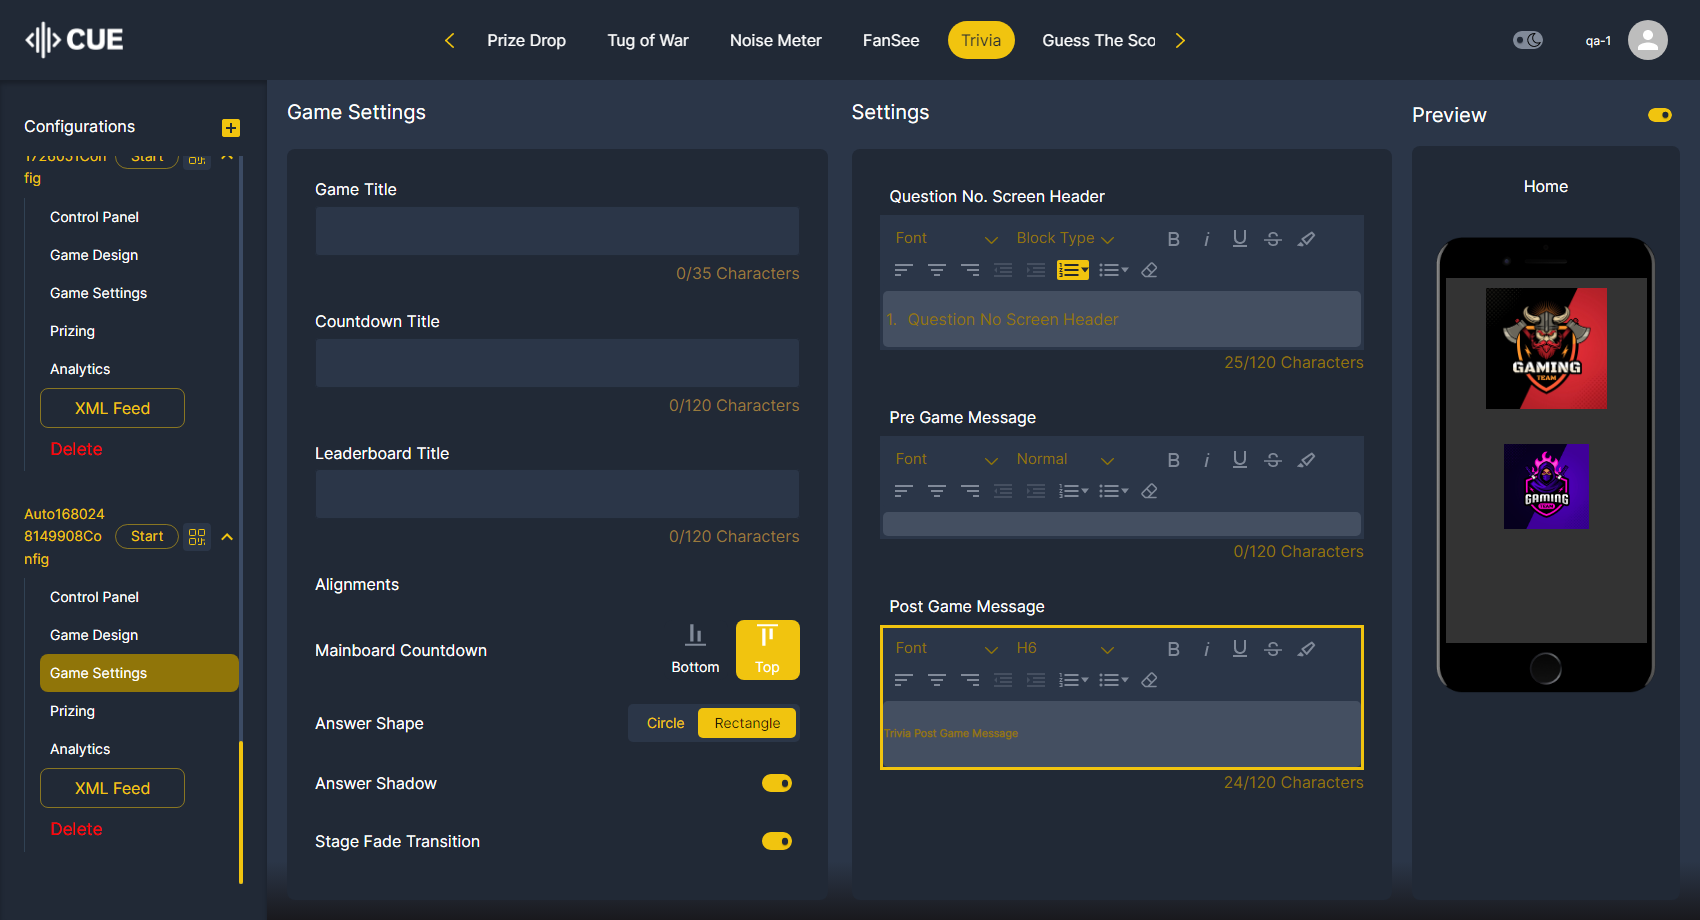 CUE
Prize Drop
Tug of War
Noise Meter
FanSee
Trivia
Guess The Sco
qa-1
Configurations
1726051Con
fig
Start
Control Panel
Game Design
Game Settings
Prizing
Analytics
XML Feed
Delete
Auto168024
8149908Co
nfig
Start
Control Panel
Game Design
Game Settings
Prizing
Analytics
XML Feed
Delete
Game Settings
Game Title
0/35 Characters
Countdown Title
0/120 Characters
Leaderboard Title
0/120 Characters
Alignments
Mainboard Countdown
Bottom
Top
Answer Shape
Circle
Rectangle
Answer Shadow
Stage Fade Transition
Settings
Question No. Screen Header
Font
Block Type
B i U S
1. Question No Screen Header
25/120 Characters
Pre Game Message
Font
Normal
B i U S
0/120 Characters
Post Game Message
Font
H6
B i U S
Trivia Post Game Message
24/120 Characters
Preview
Home
GAMING
TEAM
GAMING
TEAM